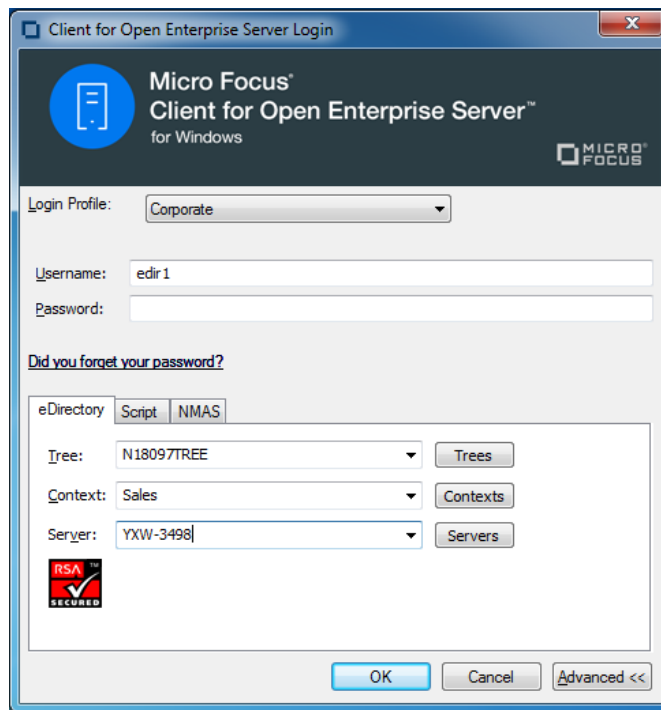 Client for Open Enterprise Server Login
Micro Focus®
Client for Open Enterprise Server™
for Windows
MICRO®
FOCUS
Login Profile: Corporate
Username: edir1
Password:
Did you forget your password?
eDirectory Script NMAS
Tree: N18097TREE Trees
Context: Sales Contexts
Server: YXW-3498 Servers
RSA™
SECURED
OK Cancel Advanced <<